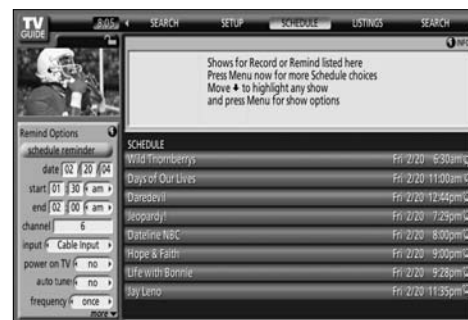 TV GUIDE
8:05 SEARCH SETUP SCHEDULE LISTINGS SEARCH
INFO
Shows for Record or Remind listed here
Press Menu now for more Schedule choices
Move to highlight any show
and press Menu for show options
Remind Options
schedule reminder
date 02 / 20 / 04
start 01 : 30 am
end 02 : 00 am
channel 6
input Cable Input
power on TV no
auto tune no
frequency once
more
SCHEDULE
Wild Thornberrys Fri 2/20 6:30am
Days of Our Lives Fri 2/20 11:00am
Daredevil Fri 2/20 12:44pm
Jeopardy! Fri 2/20 7:29pm
Dateline NBC Fri 2/20 8:00pm
Hope & Faith Fri 2/20 9:00pm
Life with Bonnie Fri 2/20 9:28pm
Jay Leno Fri 2/20 11:35pm